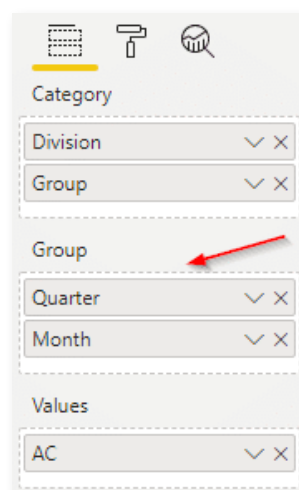 Category
Division
Group
Group
Quarter
Month
Values
AC